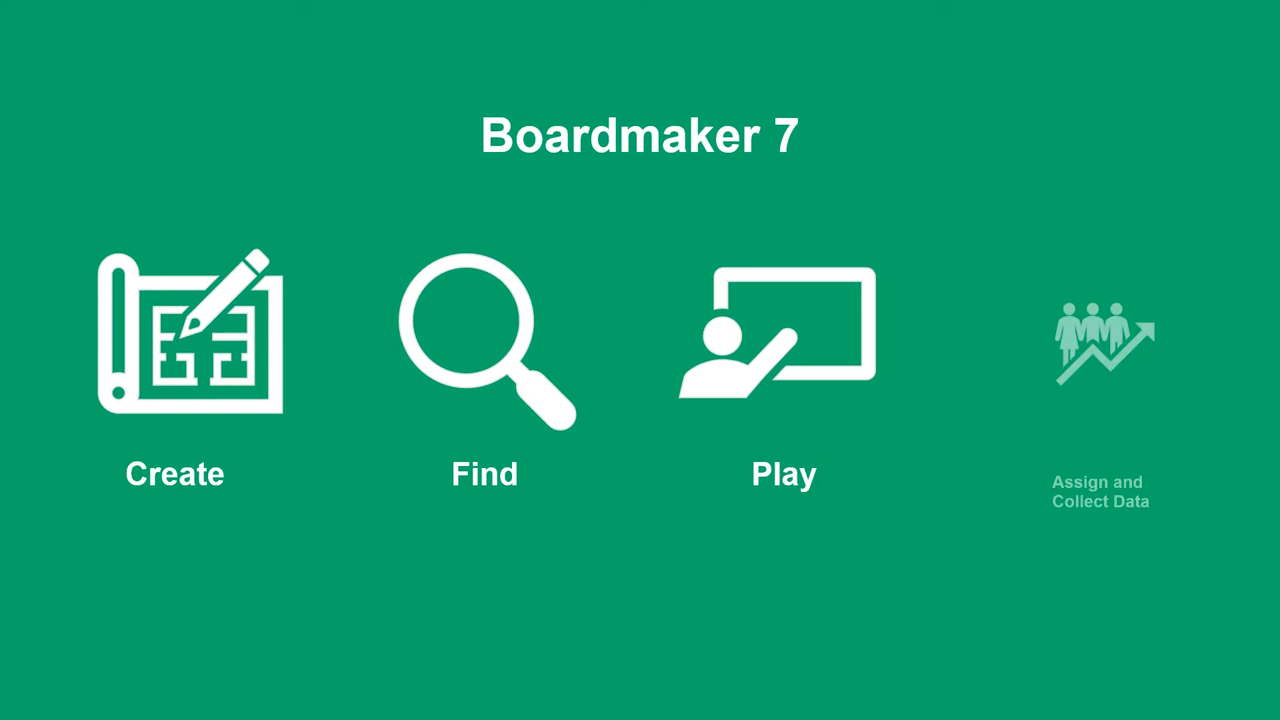 Boardmaker 7
Create
Find
Play
Assign and
Collect Data